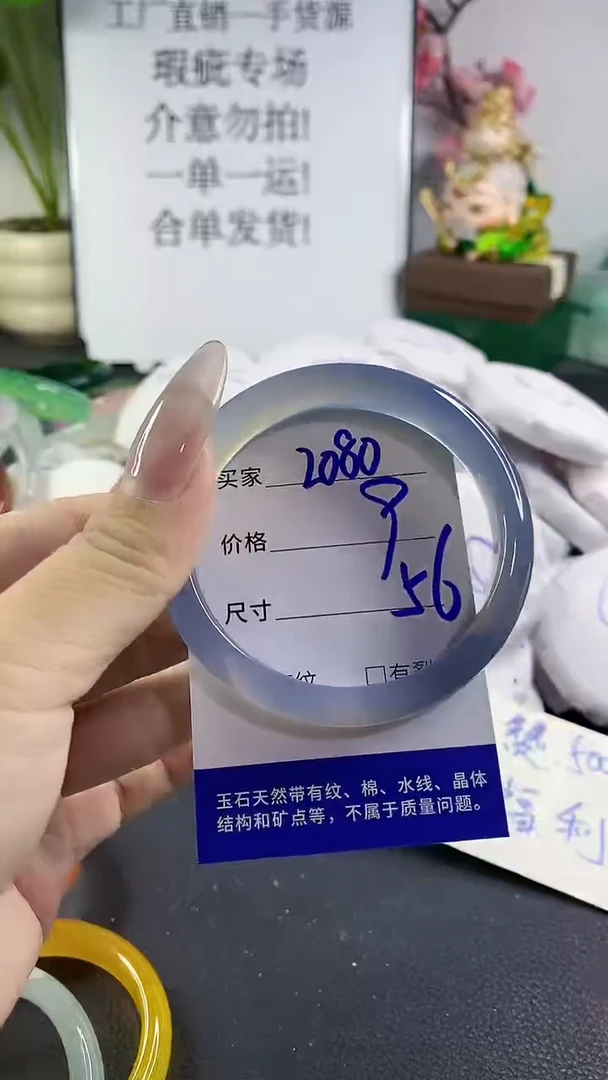 工厂直销一手货源
瑕疵专场
介意勿拍!
一单一运!
合单发货!
买家 2080
价格 9
尺寸 56
纹 □有裂
玉石天然带有纹、棉、水线、晶体
结构和矿点等，不属于质量问题。
福利